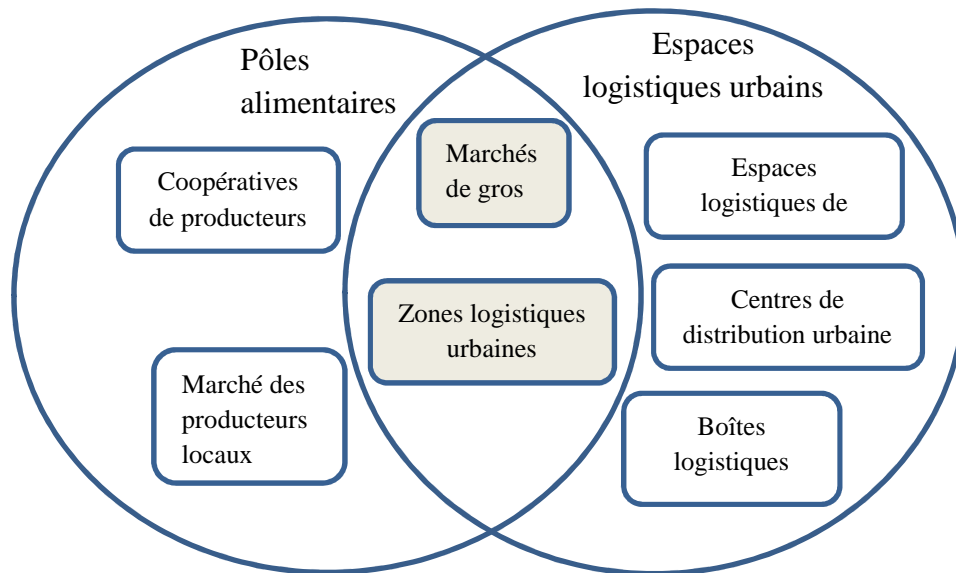 Pôles
alimentaires
Coopératives
de producteurs
Marché des
producteurs
locaux
Marchés
de gros
Zones logistiques
urbaines
Espaces
logistiques urbains
Espaces
logistiques de
Centres de
distribution urbaine
Boîtes
logistiques